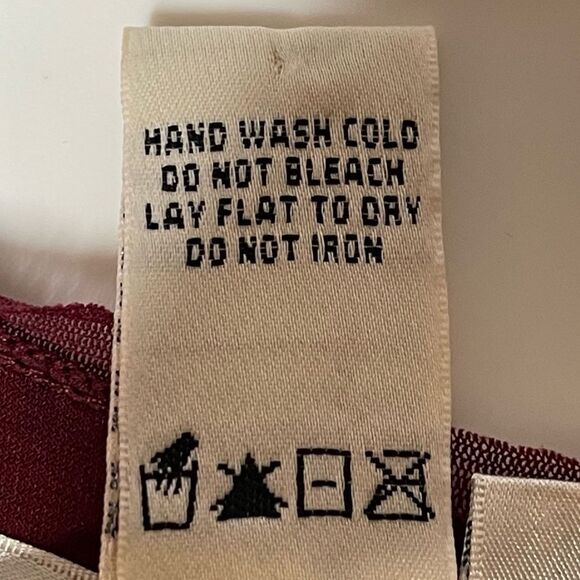 HAND WASH COLD
DO NOT BLEACH
LAY FLAT TO DRY
DO NOT IRON